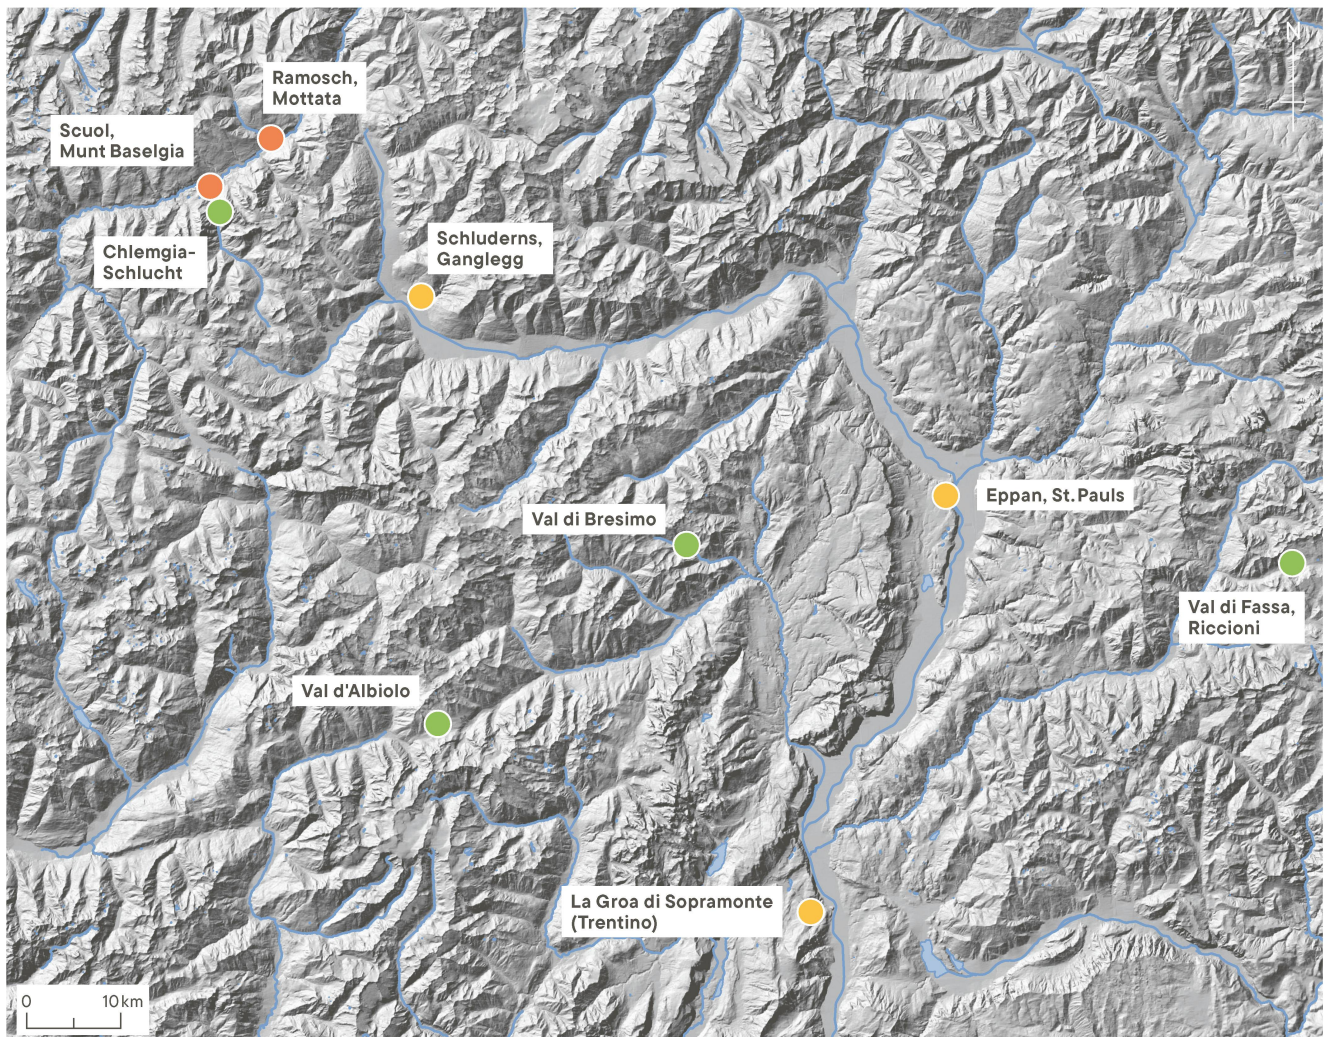 N
Ramosch,
Mottata
Scuol,
Munt Baselgia
Chlemgia-
Schlucht
Schluderns,
Ganglegg
Val di Bresimo
Eppan, St. Pauls
Val di Fassa,
Riccioni
Val d'Albiolo
La Groa di Sopramonte
(Trentino)
0 10 km